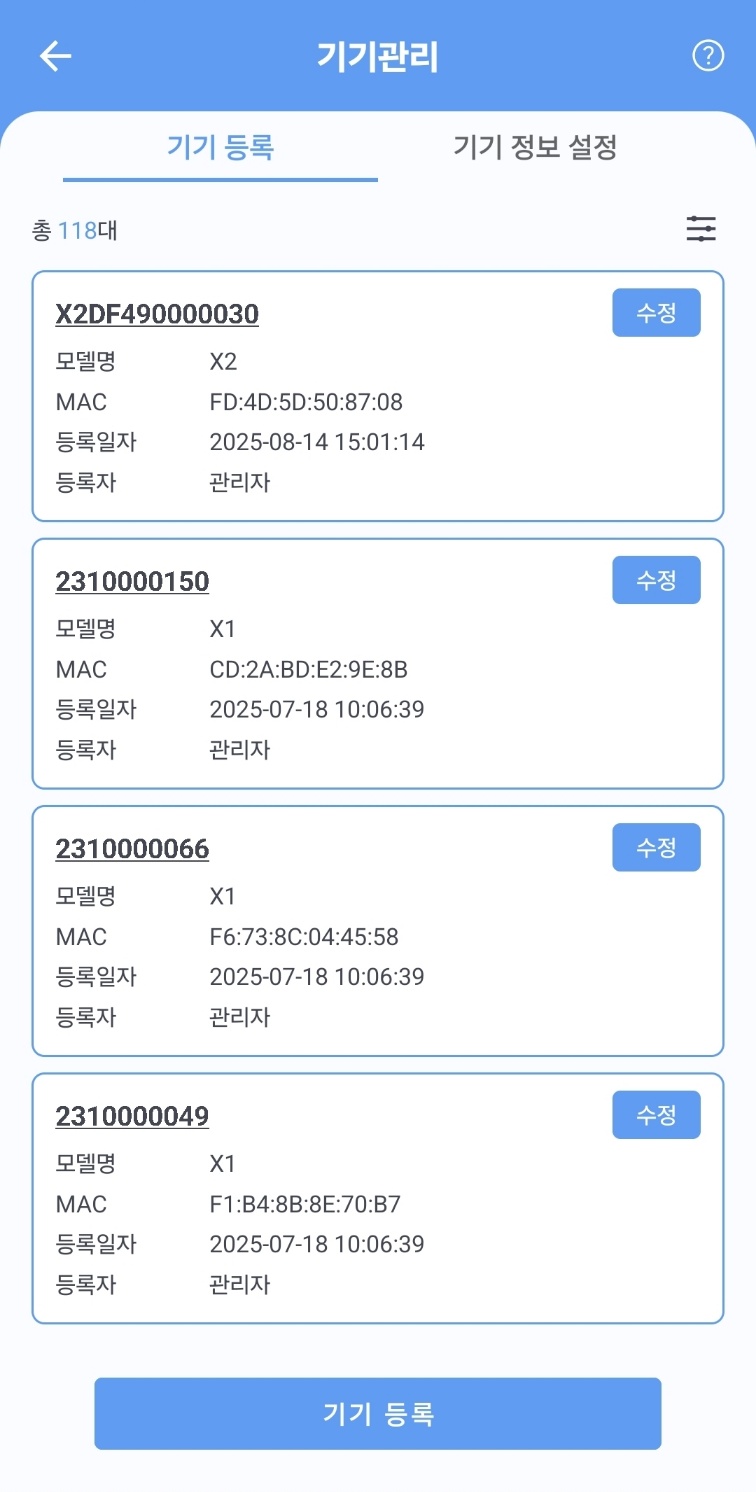 기기관리
기기 등록 기기 정보 설정
총 118대
X2DF490000030 수정
모델명 X2
MAC FD:4D:5D:50:87:08
등록일자 2025-08-14 15:01:14
등록자 관리자
2310000150 수정
모델명 X1
MAC CD:2A:BD:E2:9E:8B
등록일자 2025-07-18 10:06:39
등록자 관리자
2310000066 수정
모델명 X1
MAC F6:73:8C:04:45:58
등록일자 2025-07-18 10:06:39
등록자 관리자
2310000049 수정
모델명 X1
MAC F1:B4:8B:8E:70:B7
등록일자 2025-07-18 10:06:39
등록자 관리자
기기 등록